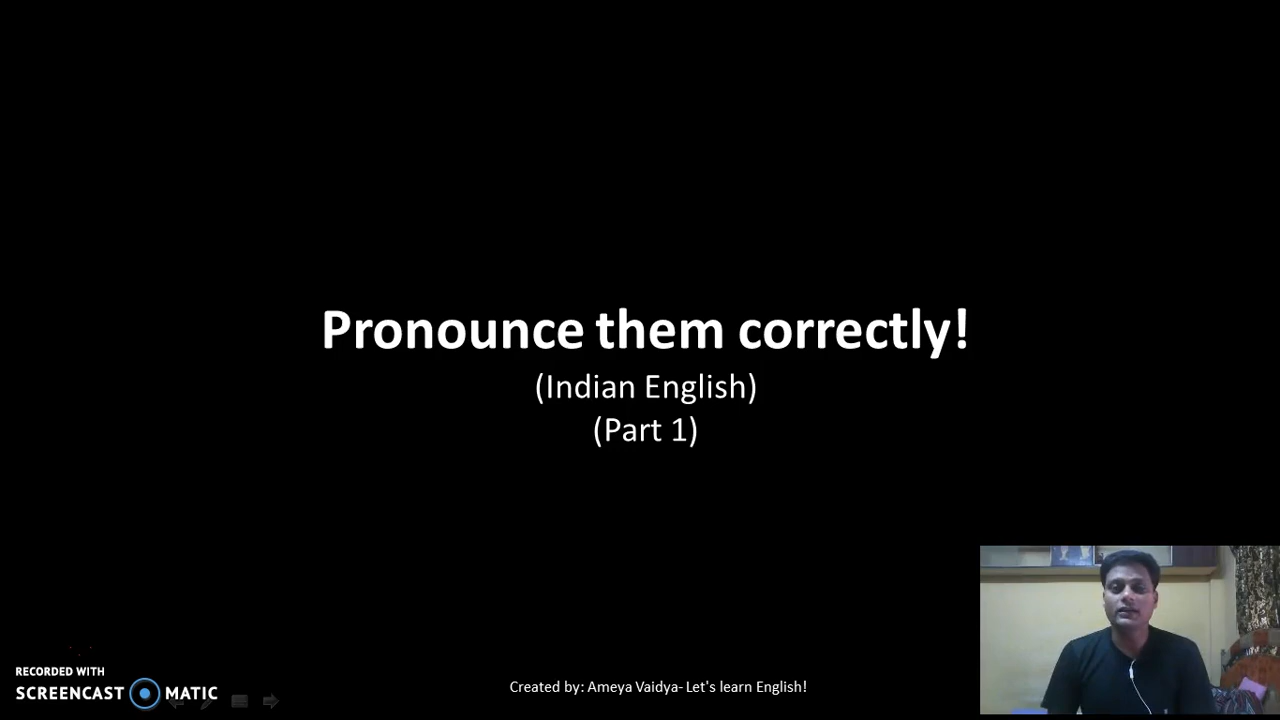 Pronounce them correctly!
(Indian English)
(Part 1)
RECORDED WITH
SCREENCAST MATIC
Created by: Ameya Vaidya- Let's learn English!